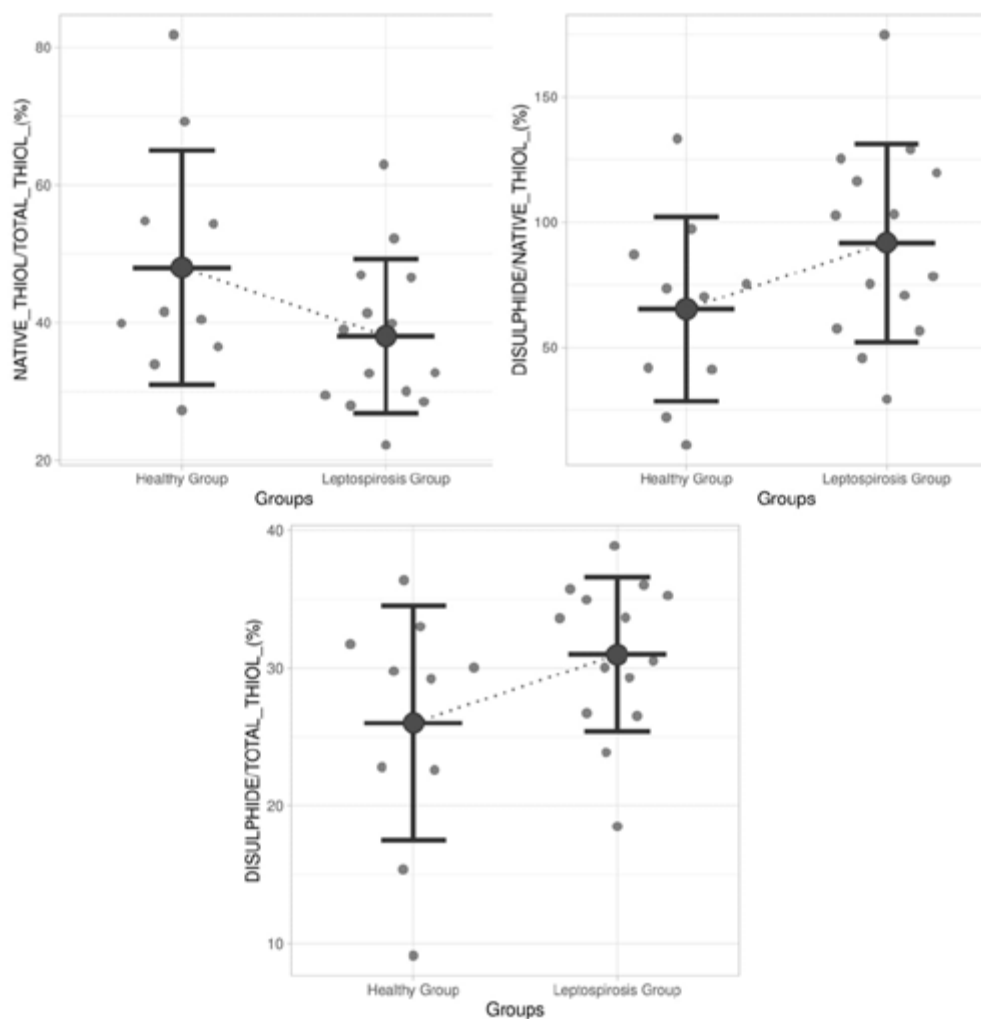 NATIVE_THIOL/TOTAL_THIOL_(%)
80
60
40
20
Healthy Group
Leptospirosis Group
Groups
DISULPHIDE/NATIVE_THIOL_(%)
150
100
50
Healthy Group
Leptospirosis Group
Groups
DISULPHIDE/TOTAL_THIOL_(%)
40
30
20
10
Healthy Group
Leptospirosis Group
Groups